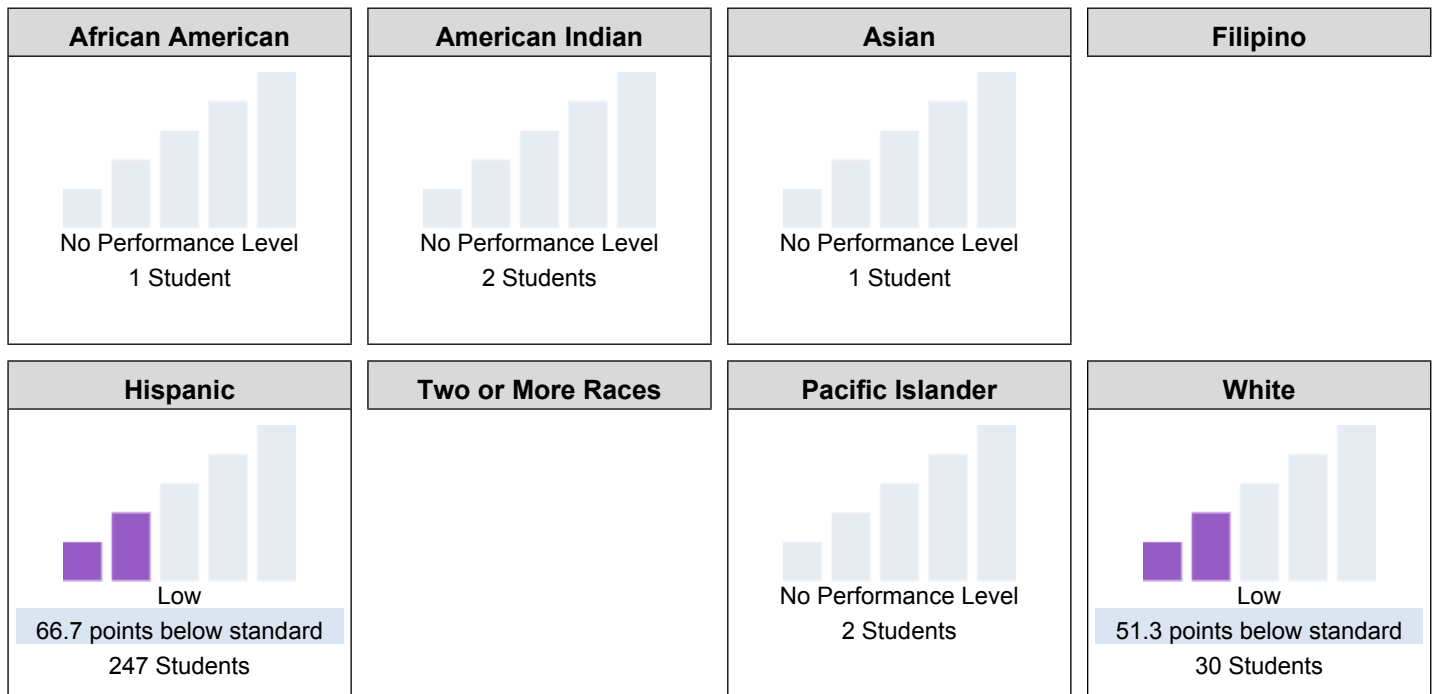 African American
No Performance Level
1 Student
American Indian
No Performance Level
2 Students
Asian
No Performance Level
1 Student
Filipino
Hispanic
Low
66.7 points below standard
247 Students
Two or More Races
Pacific Islander
No Performance Level
2 Students
White
Low
51.3 points below standard
30 Students